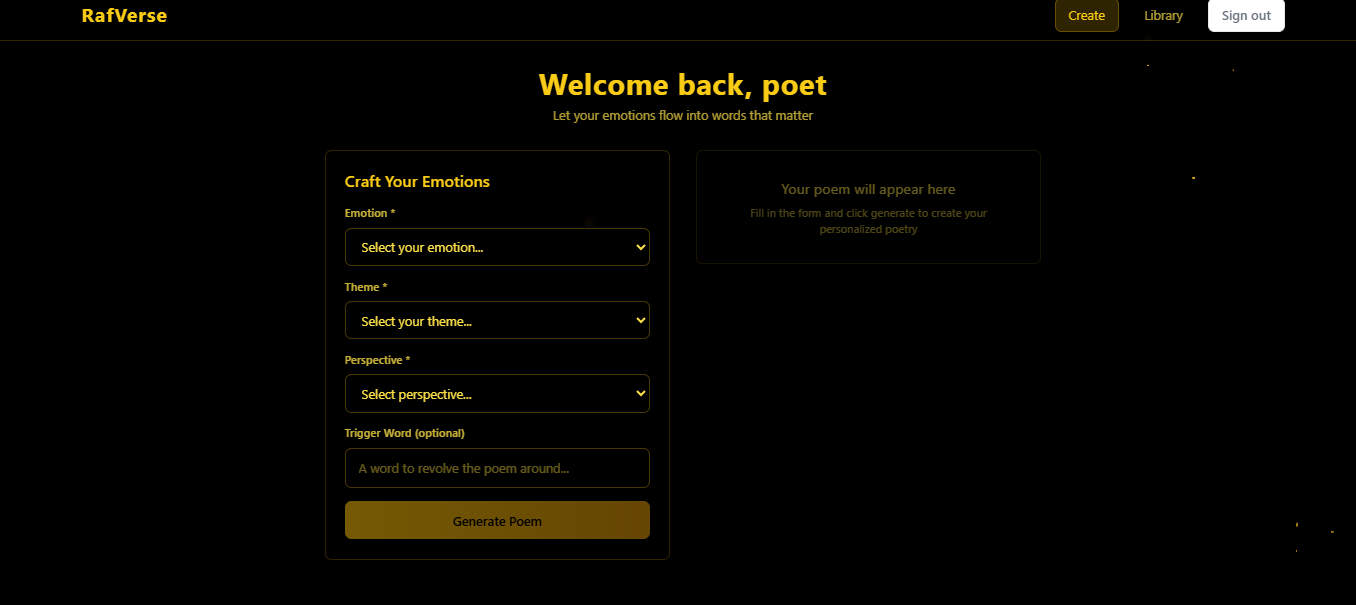 RafVerse
Create
Library
Sign out
Welcome back, poet
Let your emotions flow into words that matter
Craft Your Emotions
Emotion *
Select your emotion...
Theme *
Select your theme...
Perspective *
Select perspective...
Trigger Word (optional)
A word to revolve the poem around...
Generate Poem
Your poem will appear here
Fill in the form and click generate to create your
personalized poetry